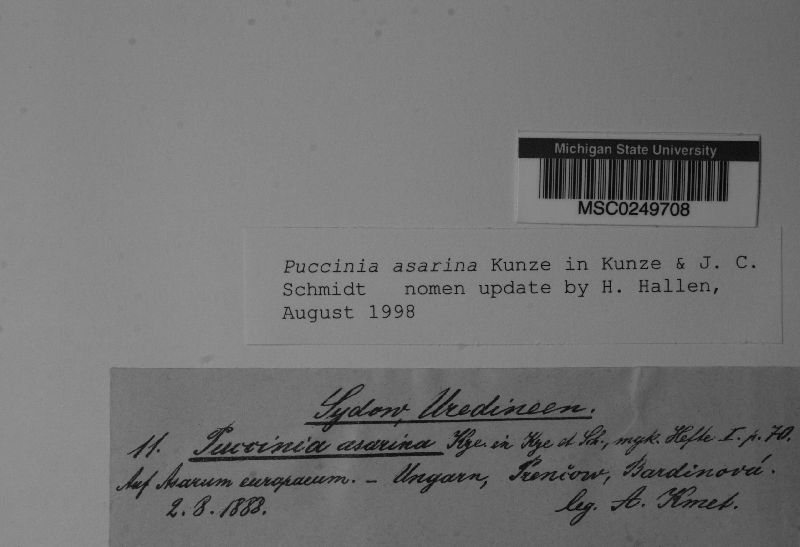 Michigan State University
MSC0249708
Puccinia asarina Kunze in Kunze & J. C.
Schmidt nomen update by H. Hallen,
August 1998
Sydow, Uredineen.
11. Puccinia asarina Kze. in Kze et Sch., myk. Hefte I. p. 70.
Auf Asarum europaeum. – Ungarn, Prenčow, Bardinová.
2. 8. 1888. leg. A. Kmet.